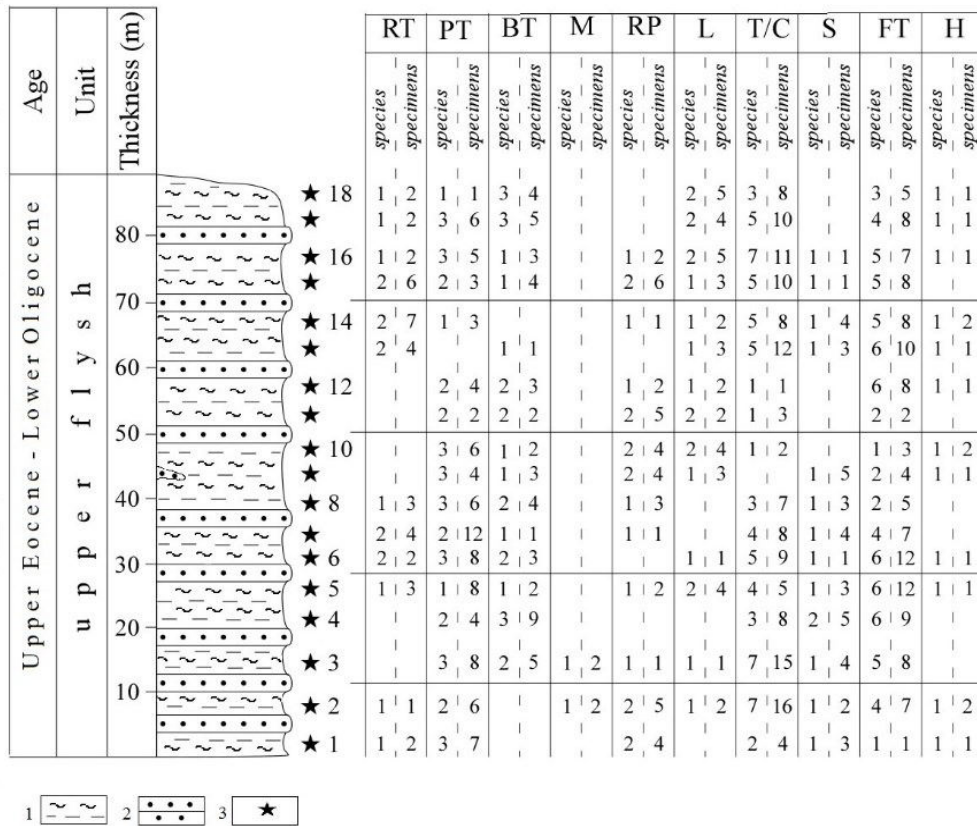 Age
Unit
Thickness (m)
RT PT BT M RP L T/C S FT H
species specimens species specimens species specimens species specimens species specimens species specimens species specimens species specimens species specimens species specimens
Upper Eocene - Lower Oligocene
upper flysch
18 1 2 1 1 3 4 2 5 3 8 3 5 1 1
1 2 3 6 3 5 2 4 5 10 4 8
80
16 1 2 3 5 1 3 1 2 2 5 7 11 1 1 5 7 1 1
2 6 2 3 1 4 2 6 1 3 5 10 1 1 5 8
70
14 2 7 1 3 1 1 1 2 5 8 1 4 5 8 1 2
2 4 1 1 1 3 5 12 1 3 6 10 1 1
60
12 2 4 2 3 1 2 1 2 1 1 6 8 1 1
2 2 2 2 2 5 2 2 1 3 2 2
50
10 3 6 1 2 2 4 2 4 1 2 1 3 1 2
3 4 1 3 2 4 1 3 1 5 2 4 1 1
40
8 1 3 3 6 2 4 1 3 3 7 1 3 2 5
2 4 2 12 1 1 1 1 4 8 1 4 4 7
30
6 2 2 3 8 2 3 1 1 5 9 1 1 6 12 1 1
5 1 3 1 8 1 2 1 2 2 4 4 5 1 3 6 12 1 1
20
4 2 4 3 9 3 8 2 5 6 9
3 3 8 2 5 1 2 1 1 1 1 7 15 1 4 5 8
10
2 1 1 2 6 1 2 2 5 1 2 7 16 1 2 4 7 1 2
1 1 2 3 7 2 4 2 4 1 3 1 1 1 1
1 2 3